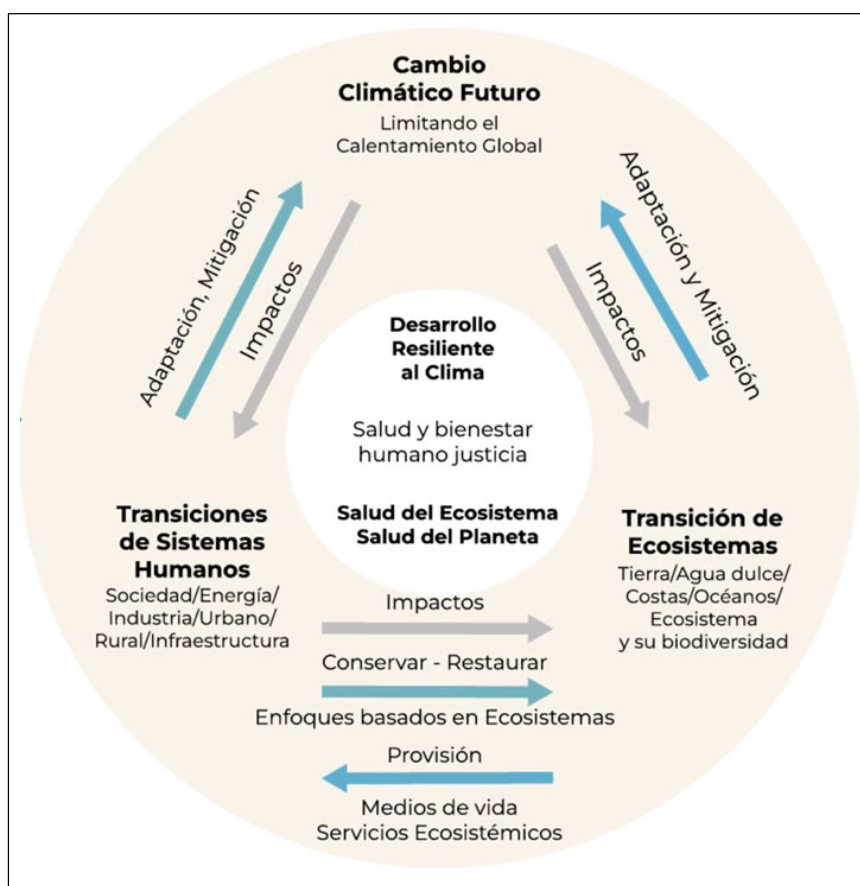 Cambio
Climático Futuro
Limitando el
Calentamiento Global
Adaptación, Mitigación
Impactos
Impactos
Adaptación y Mitigación
Desarrollo
Resiliente
al Clima
Salud y bienestar
humano justicia
Salud del Ecosistema
Salud del Planeta
Transiciones
de Sistemas
Humanos
Sociedad/Energía/
Industria/Urbano/
Rural/Infraestructura
Transición de
Ecosistemas
Tierra/Agua dulce/
Costas/Océanos/
Ecosistema
y su biodiversidad
Impactos
Conservar - Restaurar
Enfoques basados en Ecosistemas
Provisión
Medios de vida
Servicios Ecosistémicos